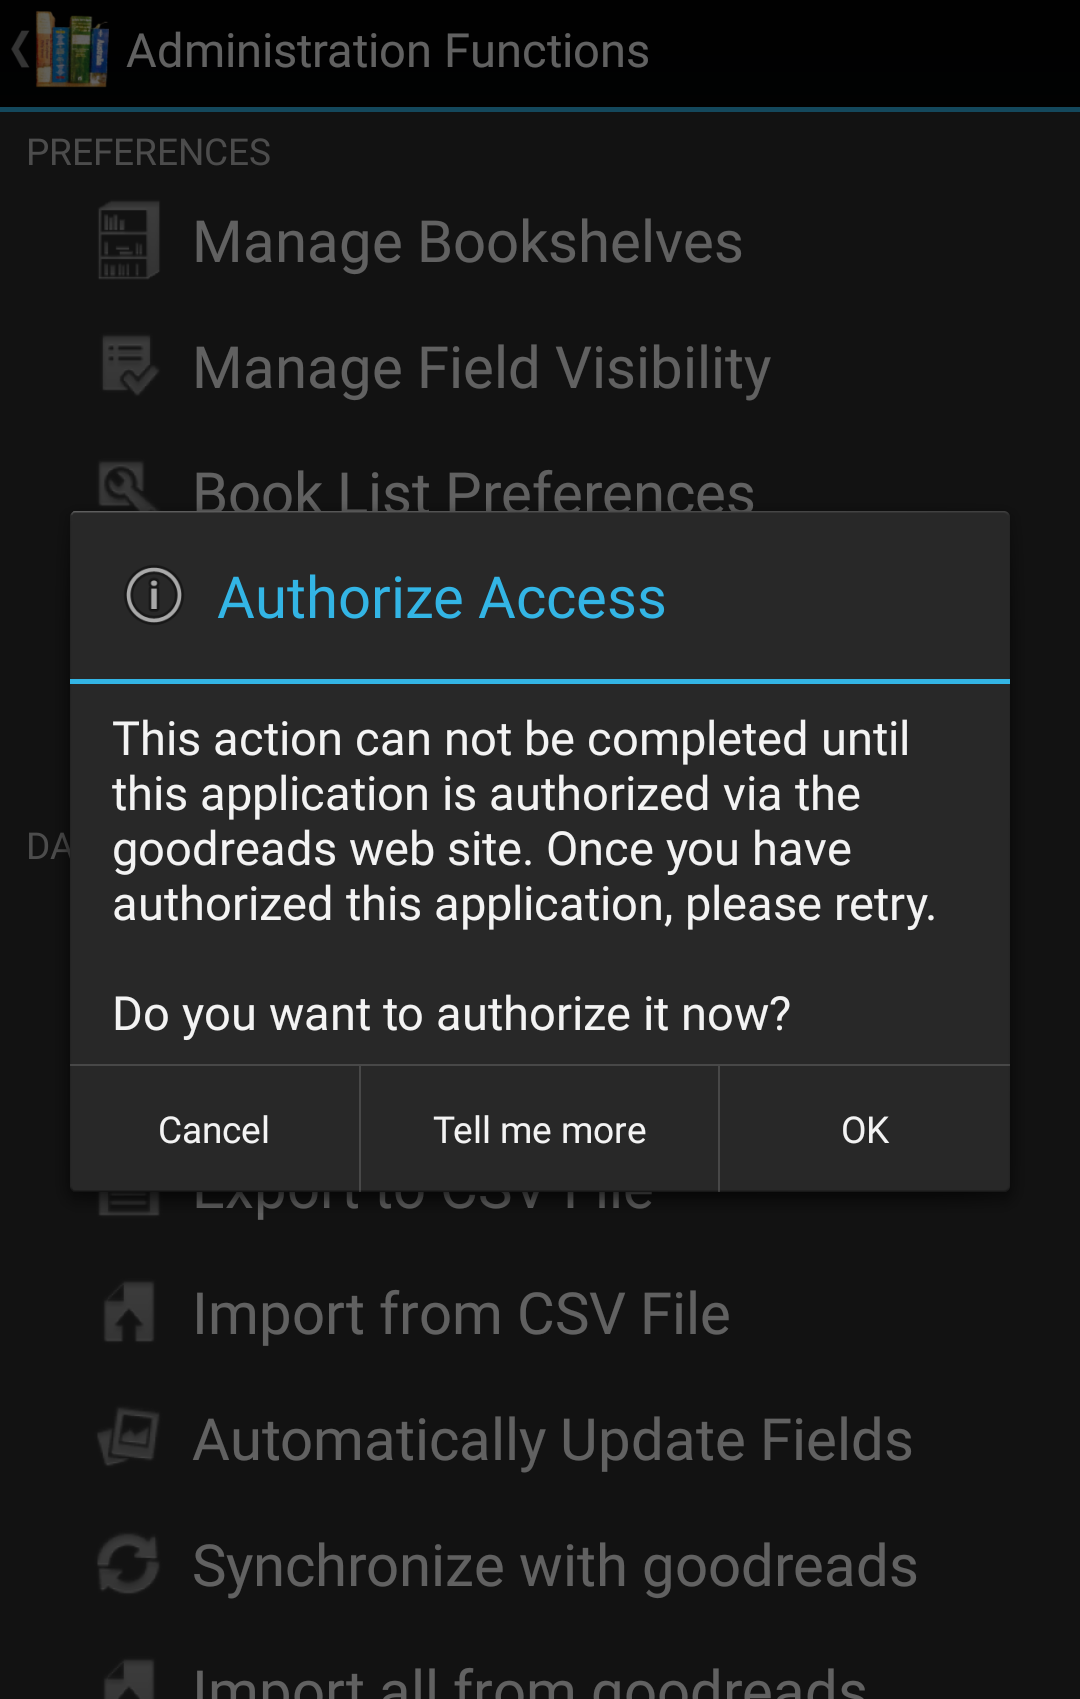 Administration Functions
PREFERENCES
Manage Bookshelves
Manage Field Visibility
Book List Preferences
Authorize Access
This action can not be completed until
this application is authorized via the
goodreads web site. Once you have
authorized this application, please retry.
Do you want to authorize it now?
DA
Cancel
Tell me more
OK
Export to CSV File
Import from CSV File
Automatically Update Fields
Synchronize with goodreads
Import all from goodreads